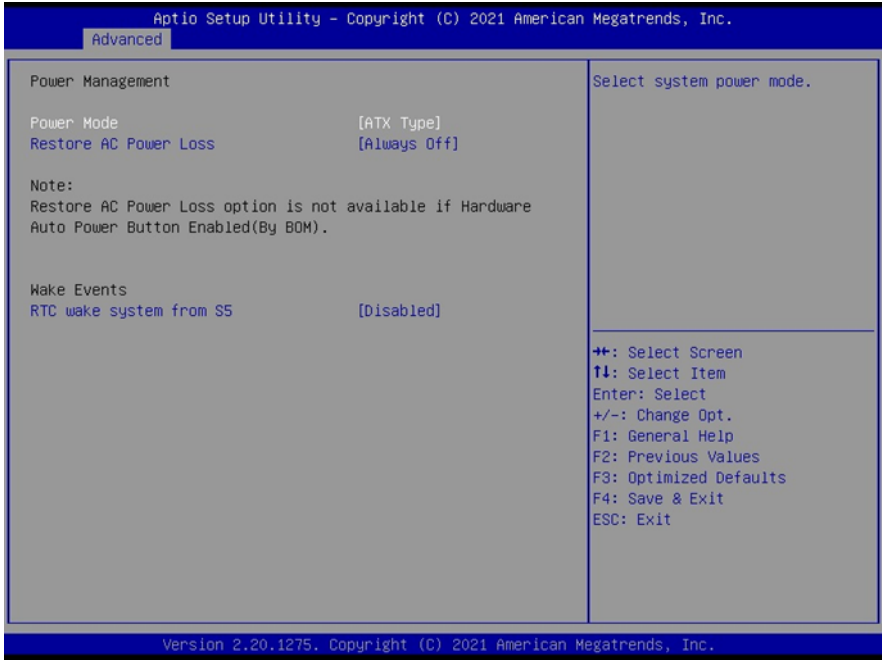 Aptio Setup Utility – Copyright (C) 2021 American Megatrends, Inc.
Advanced
Power Management
Power Mode [ATX Type]
Restore AC Power Loss [Always Off]
Note:
Restore AC Power Loss option is not available if Hardware
Auto Power Button Enabled(By BOM).
Wake Events
RTC wake system from S5 [Disabled]
Select system power mode.
→←: Select Screen
↑↓: Select Item
Enter: Select
+/-: Change Opt.
F1: General Help
F2: Previous Values
F3: Optimized Defaults
F4: Save & Exit
ESC: Exit
Version 2.20.1275. Copyright (C) 2021 American Megatrends, Inc.